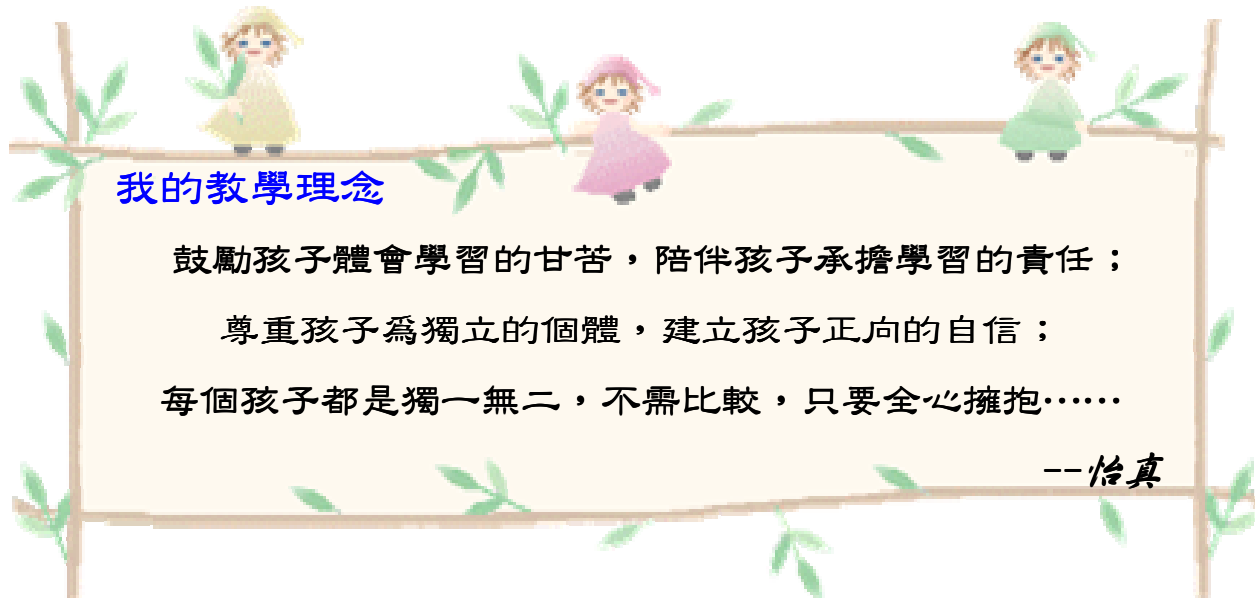 我的教學理念
鼓勵孩子體會學習的甘苦，陪伴孩子承擔學習的責任；
尊重孩子為獨立的個體，建立孩子正向的自信；
每個孩子都是獨一無二，不需比較，只要全心擁抱……
--怡真